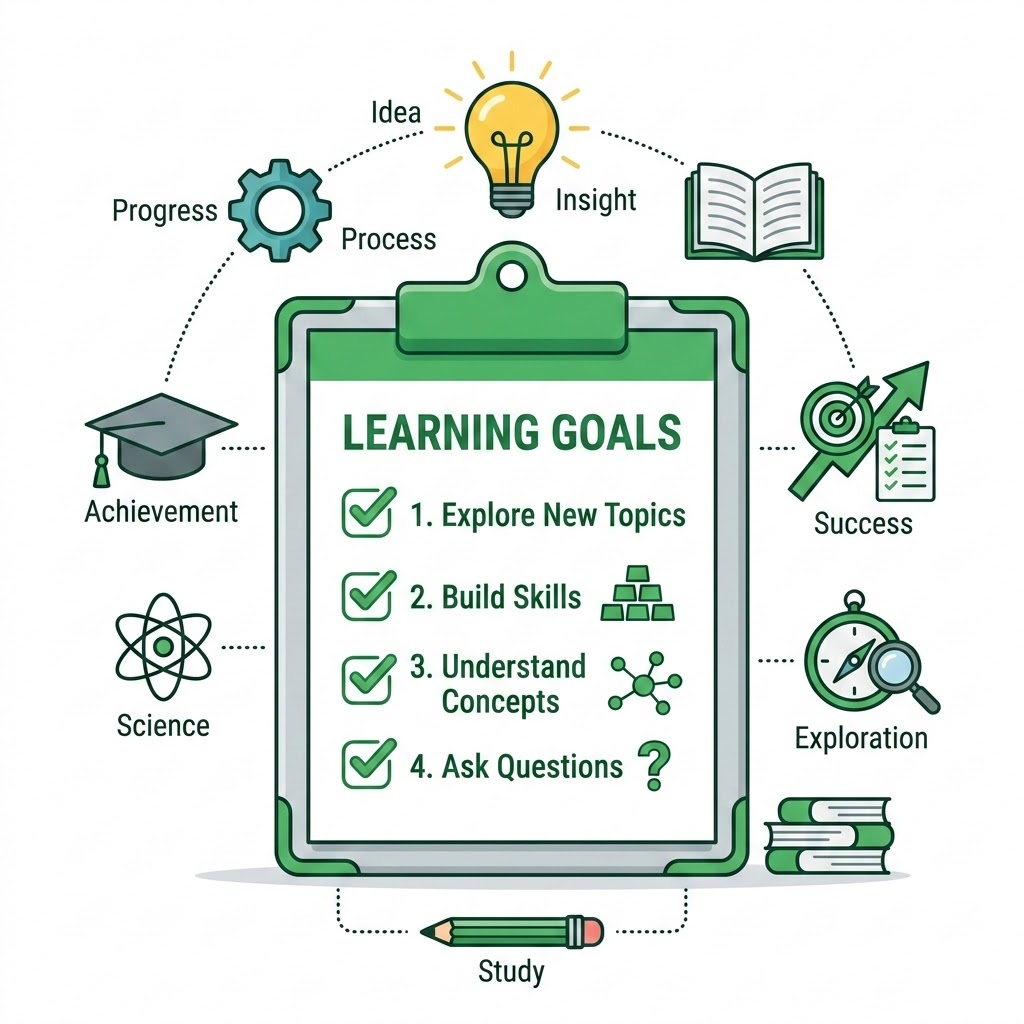 Idea
Insight
Progress
Process
LEARNING GOALS
1. Explore New Topics
2. Build Skills
3. Understand
Concepts
4. Ask Questions
Achievement
Success
Science
Exploration
Study